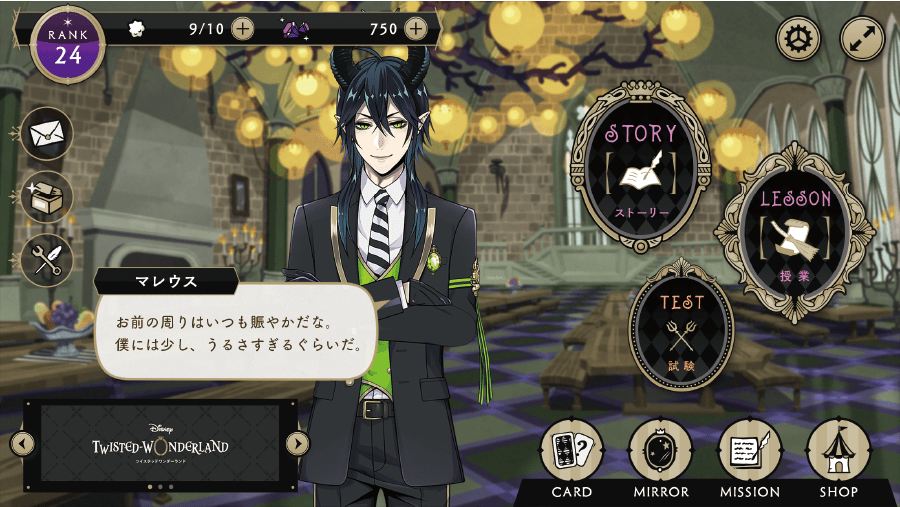 RANK
24
9/10
750
STORY
ストーリー
LESSON
授業
TEST
試験
マレウス
お前の周りはいつも賑やかだな。
僕には少し、うるさすぎるぐらいだ。
Disney
TWISTED-WONDERLAND
ツイステッドワンダーランド
?
CARD
MIRROR
MISSION
SHOP